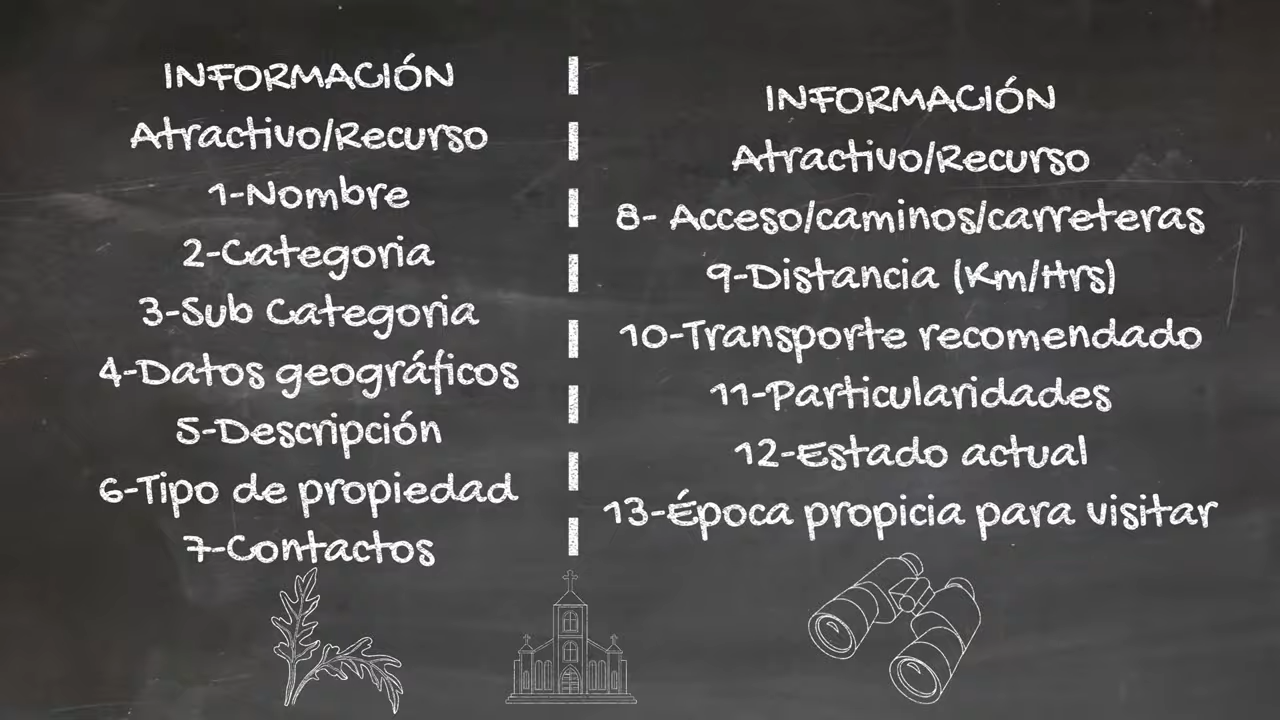 INFORMACIÓN
Atractivo/Recurso
1-Nombre
2-Categoria
3-Sub Categoria
4-Datos geográficos
5-Descripción
6-Tipo de propiedad
7-Contactos
INFORMACIÓN
Atractivo/Recurso
8- Acceso/caminos/carreteras
9-Distancia (Km/Hrs)
10-Transporte recomendado
11-Particularidades
12-Estado actual
13-Época propicia para visitar